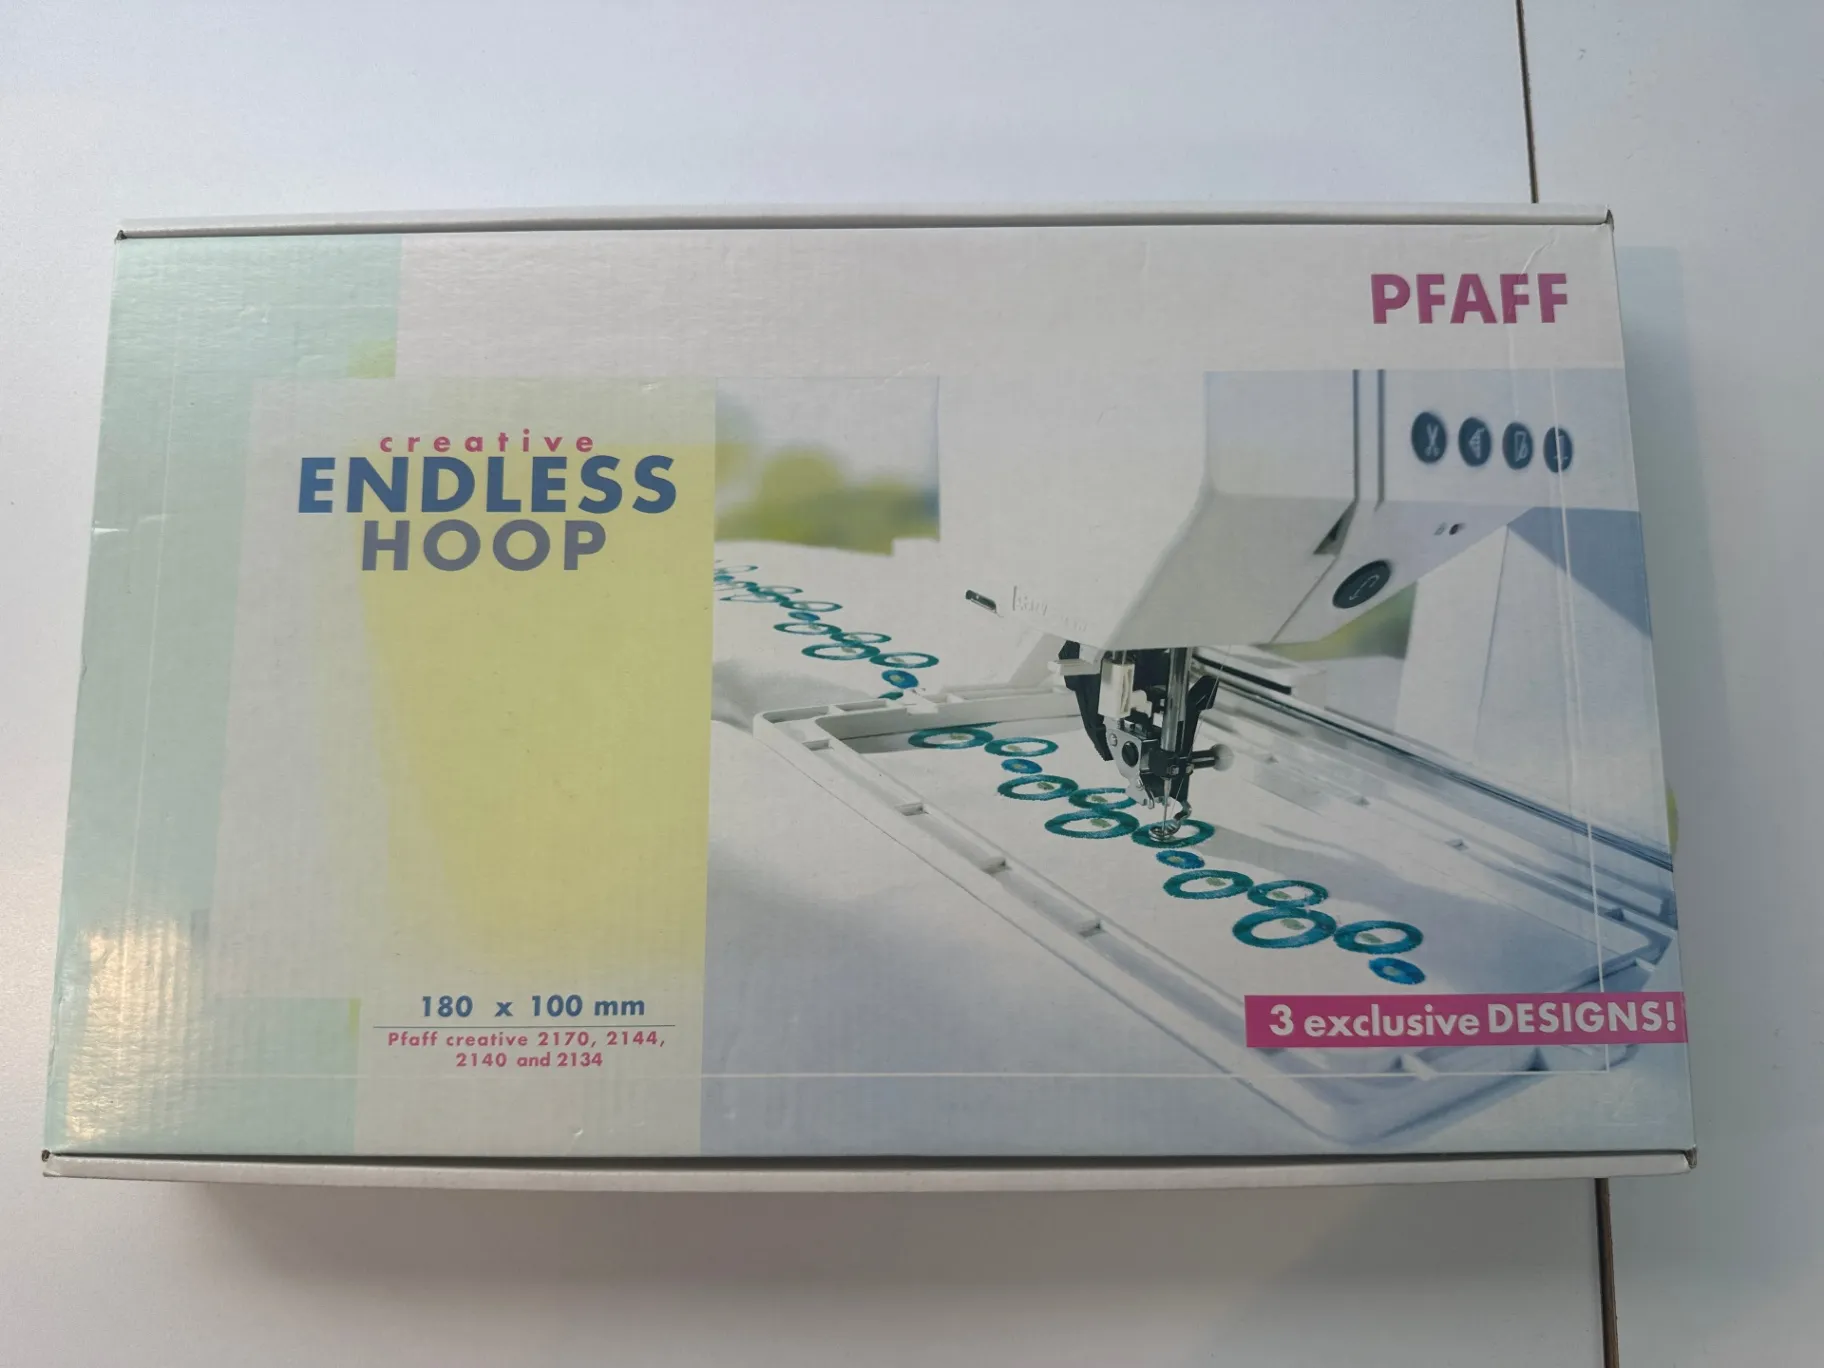 PFAFF
creative
ENDLESS
HOOP
180 x 100 mm
Pfaff creative 2170, 2144,
2140 and 2134
3 exclusive DESIGNS!